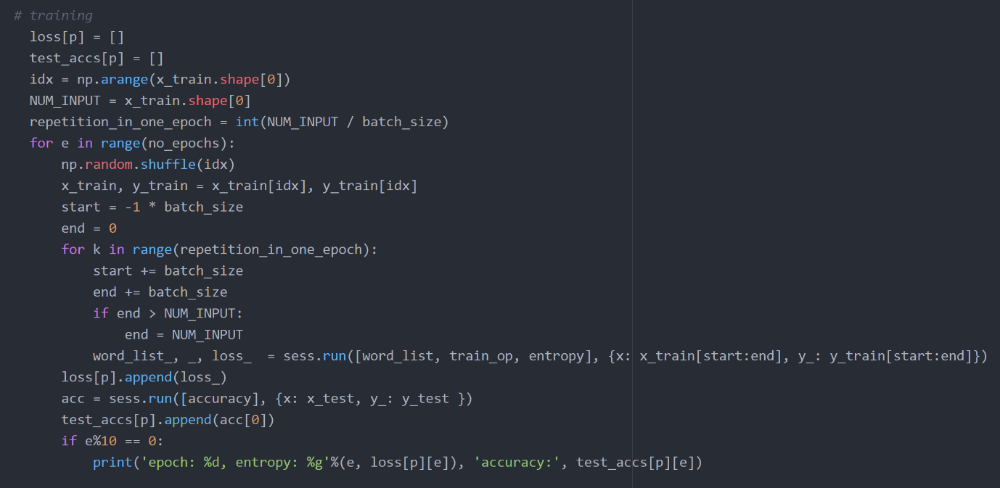 # training
loss[p] = []
test_accs[p] = []
idx = np.arange(x_train.shape[0])
NUM_INPUT = x_train.shape[0]
repetition_in_one_epoch = int(NUM_INPUT / batch_size)
for e in range(no_epochs):
np.random.shuffle(idx)
x_train, y_train = x_train[idx], y_train[idx]
start = -1 * batch_size
end = 0
for k in range(repetition_in_one_epoch):
start += batch_size
end += batch_size
if end > NUM_INPUT:
end = NUM_INPUT
word_list_, _, loss_  = sess.run([word_list, train_op, entropy], {x: x_train[start:end], y_: y_train[start:end]})
loss[p].append(loss_)
acc = sess.run([accuracy], {x: x_test, y_: y_test })
test_accs[p].append(acc[0])
if e%10 == 0:
print('epoch: %d, entropy: %g'%(e, loss[p][e]), 'accuracy:', test_accs[p][e])